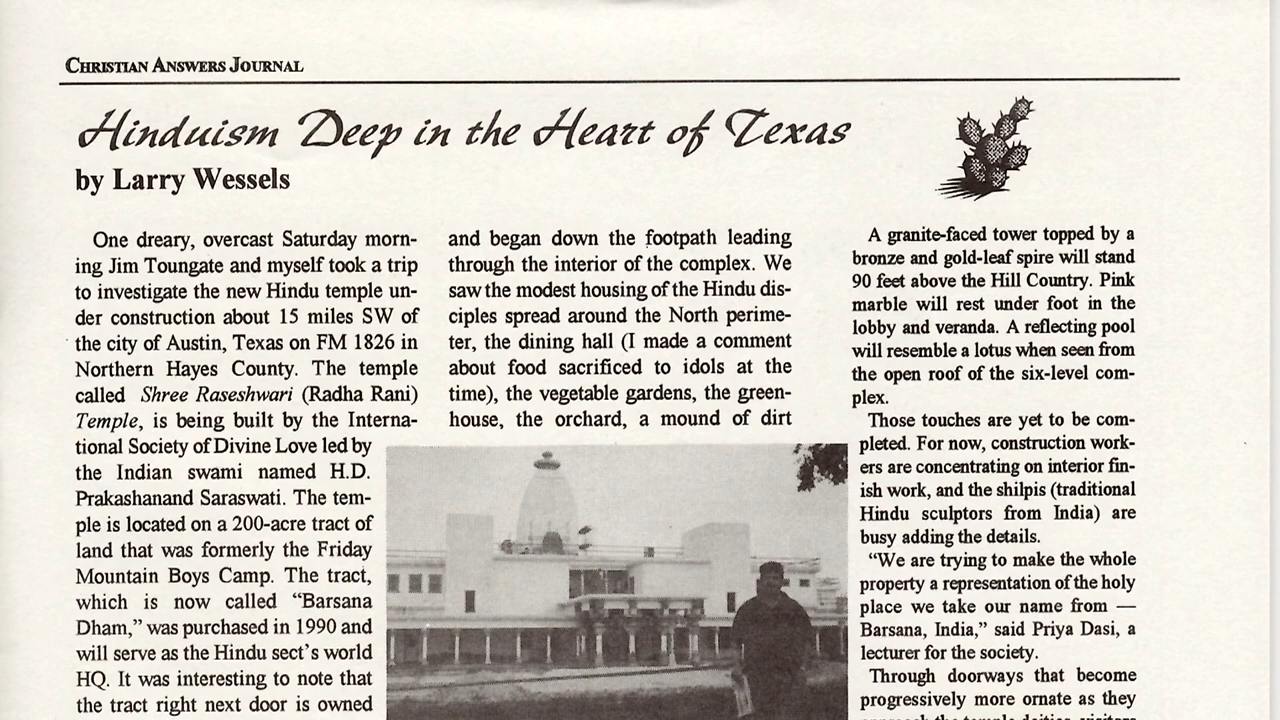 Christian Answers Journal
Hinduism Deep in the Heart of Texas
by Larry Wessels
One dreary, overcast Saturday morn-
ing Jim Toungate and myself took a trip
to investigate the new Hindu temple un-
der construction about 15 miles SW of
the city of Austin, Texas on FM 1826 in
Northern Hayes County. The temple
called Shree Raseshwari (Radha Rani)
Temple, is being built by the Interna-
tional Society of Divine Love led by
the Indian swami named H.D.
Prakashanand Saraswati. The tem-
ple is located on a 200-acre tract of
land that was formerly the Friday
Mountain Boys Camp. The tract,
which is now called “Barsana
Dham,” was purchased in 1990 and
will serve as the Hindu sect’s world
HQ. It was interesting to note that
the tract right next door is owned
and began down the footpath leading
through the interior of the complex. We
saw the modest housing of the Hindu dis-
ciples spread around the North perime-
ter, the dining hall (I made a comment
about food sacrificed to idols at the
time), the vegetable gardens, the green-
house, the orchard, a mound of dirt
A granite-faced tower topped by a
bronze and gold-leaf spire will stand
90 feet above the Hill Country. Pink
marble will rest under foot in the
lobby and veranda. A reflecting pool
will resemble a lotus when seen from
the open roof of the six-level com-
plex.
Those touches are yet to be com-
pleted. For now, construction work-
ers are concentrating on interior fin-
ish work, and the shilpis (traditional
Hindu sculptors from India) are
busy adding the details.
“We are trying to make the whole
property a representation of the holy
place we take our name from —
Barsana, India,” said Priya Dasi, a
lecturer for the society.
Through doorways that become
progressively more ornate as they
approach the temple deities, visitors